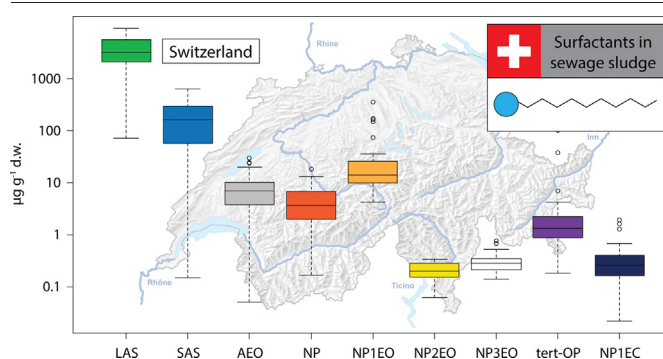 Switzerland
Surfactants in
sewage sludge
Rhine
Inn
Rhône
Ticino
µg g⁻¹ d.w.
1000
100
10
1
0.1
LAS SAS AEO NP NP1EO NP2EO NP3EO tert-OP NP1EC